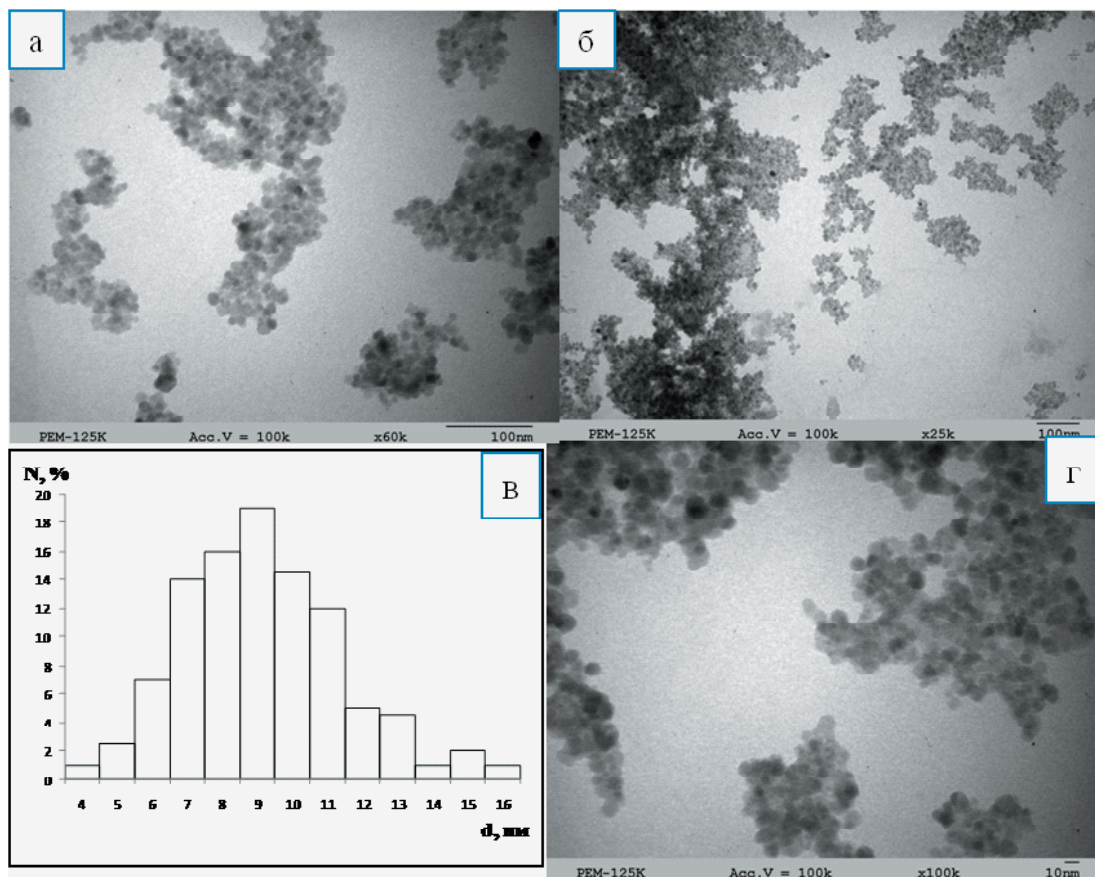 а
PEM-125K Acc.V = 100k x60k 100nm
б
PEM-125K Acc.V = 100k x25k 100nm
в
N, %
20
18
16
14
12
10
8
6
4
2
0
4 5 6 7 8 9 10 11 12 13 14 15 16
d, нм
г
PEM-125K Acc.V = 100k x100k 10nm